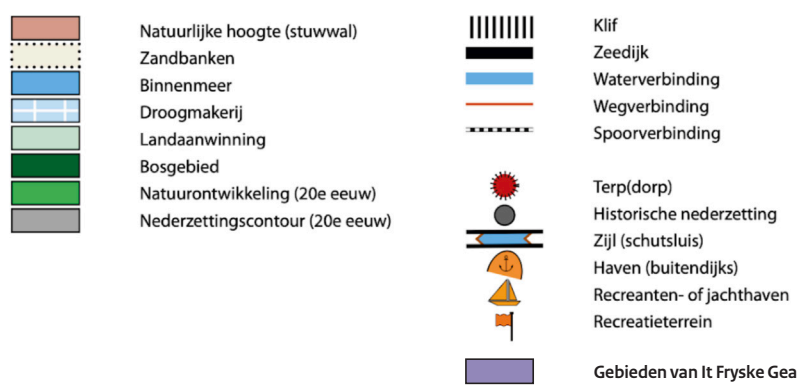 Natuurlijke hoogte (stuwwal)
Zandbanken
Binnenmeer
Droogmakerij
Landaanwinning
Bosgebied
Natuurontwikkeling (20e eeuw)
Nederzettingscontour (20e eeuw)
Klif
Zeedijk
Waterverbinding
Wegverbinding
Spoorverbinding
Terp(dorp)
Historische nederzetting
Zijl (schutsluis)
Haven (buitendijks)
Recreanten- of jachthaven
Recreatieterrein
Gebieden van It Fryske Gea